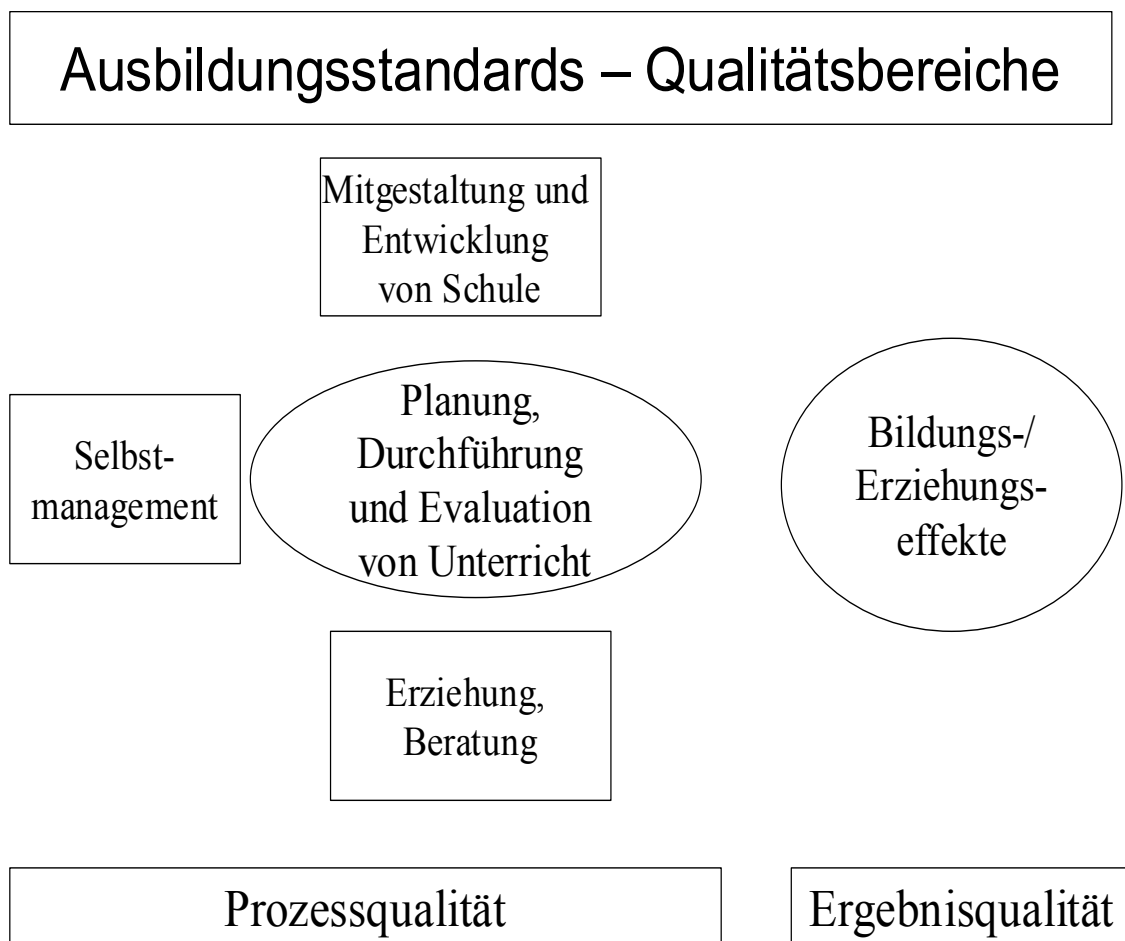 Ausbildungsstandards – Qualitätsbereiche
Mitgestaltung und
Entwicklung
von Schule
Selbst-
management
Planung,
Durchführung
und Evaluation
von Unterricht
Bildungs-/
Erziehungs-
effekte
Erziehung,
Beratung
Prozessqualität
Ergebnisqualität